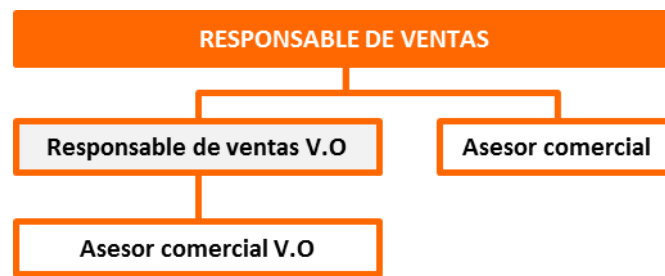 RESPONSABLE DE VENTAS
Responsable de ventas V.O
Asesor comercial
Asesor comercial V.O